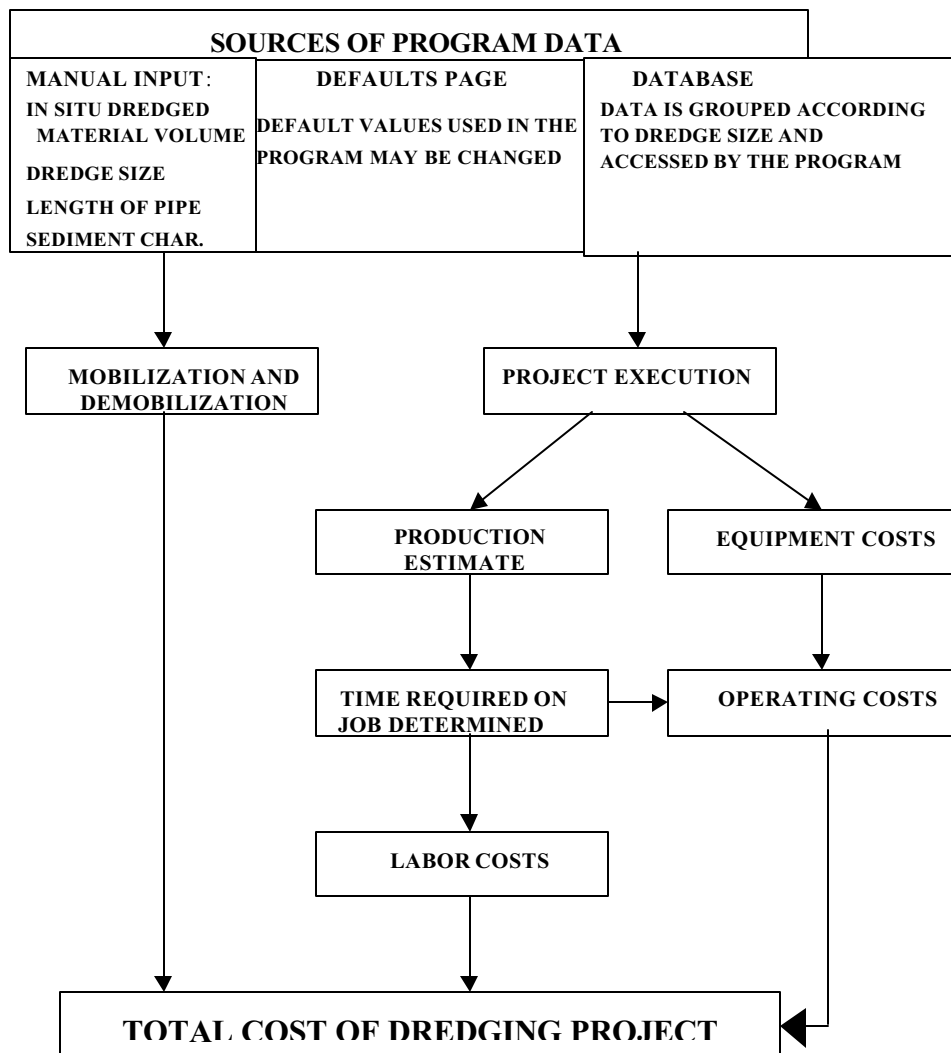 SOURCES OF PROGRAM DATA
MANUAL INPUT:
IN SITU DREDGED
MATERIAL VOLUME
DREDGE SIZE
LENGTH OF PIPE
SEDIMENT CHAR.
DEFAULTS PAGE
DEFAULT VALUES USED IN THE
PROGRAM MAY BE CHANGED
DATABASE
DATA IS GROUPED ACCORDING
TO DREDGE SIZE AND
ACCESSED BY THE PROGRAM
MOBILIZATION AND
DEMOBILIZATION
PROJECT EXECUTION
PRODUCTION
ESTIMATE
EQUIPMENT COSTS
TIME REQUIRED ON
JOB DETERMINED
OPERATING COSTS
LABOR COSTS
TOTAL COST OF DREDGING PROJECT